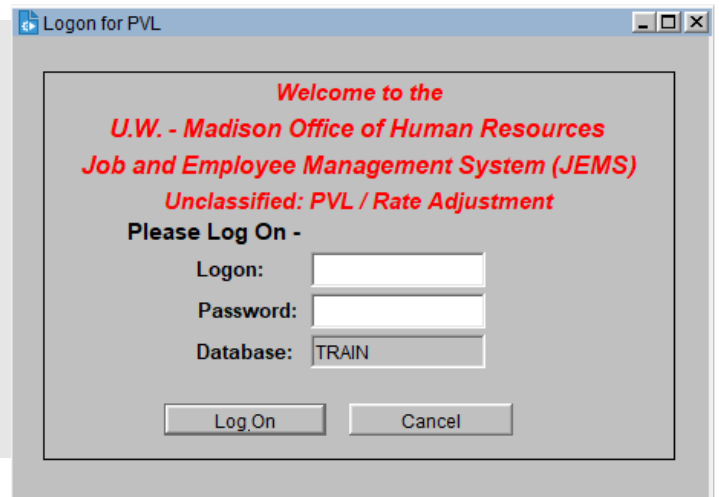 Logon for PVL
Welcome to the
U.W. - Madison Office of Human Resources
Job and Employee Management System (JEMS)
Unclassified: PVL / Rate Adjustment
Please Log On -
Logon:
Password:
Database: TRAIN
Log On Cancel